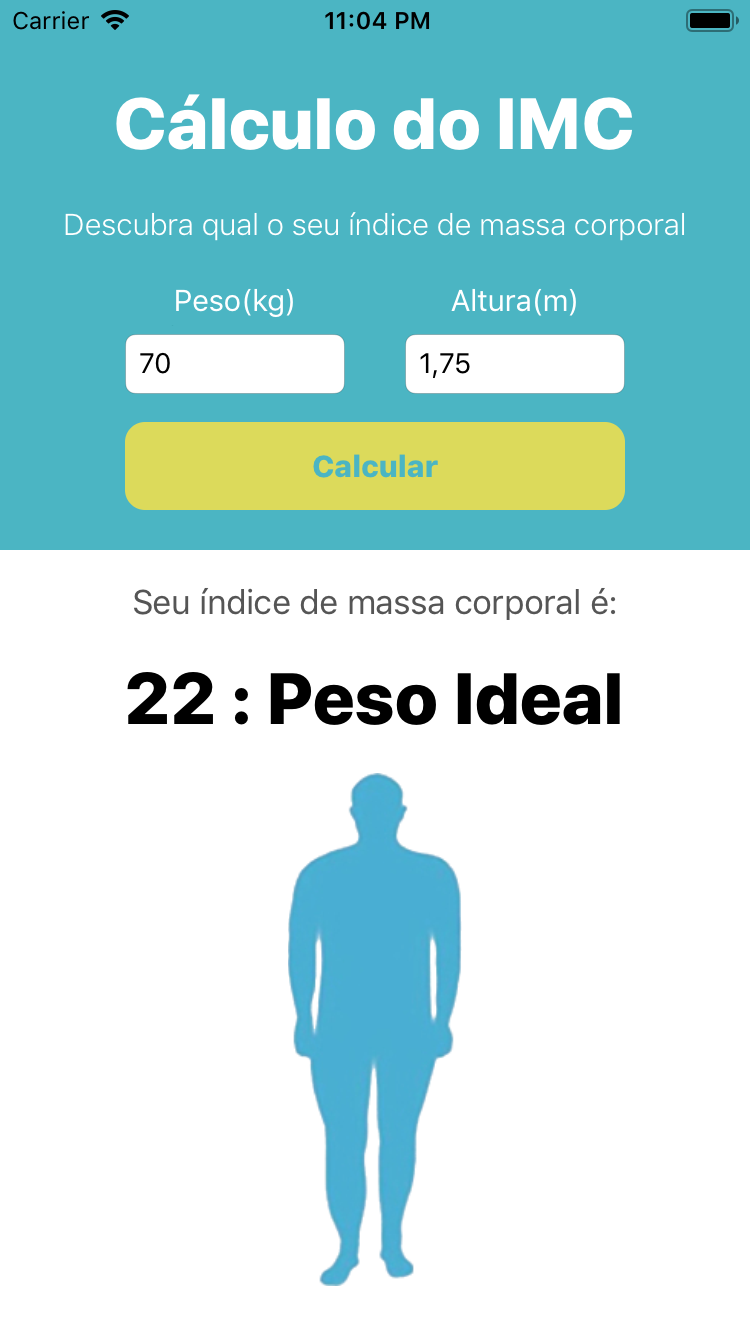 Carrier 11:04 PM
Cálculo do IMC
Descubra qual o seu índice de massa corporal
Peso(kg) Altura(m)
70 1,75
Calcular
Seu índice de massa corporal é:
22 : Peso Ideal